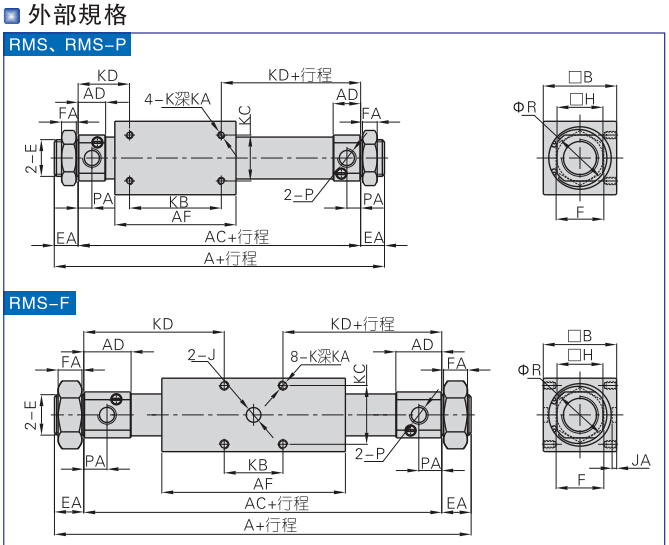 外部規格
RMS、RMS-P
KD
KD+行程
AD
4-K深KA
KC
AD
FA
FA
2-E
2-P
PA
KB
PA
AF
EA
AC+行程
EA
A+行程
□B
□H
ΦR
F
RMS-F
KD
KD+行程
AD
2-J
8-K深KA
KC
AD
FA
FA
2-E
2-P
PA
KB
PA
AF
EA
AC+行程
EA
A+行程
□B
□H
ΦR
JA
F